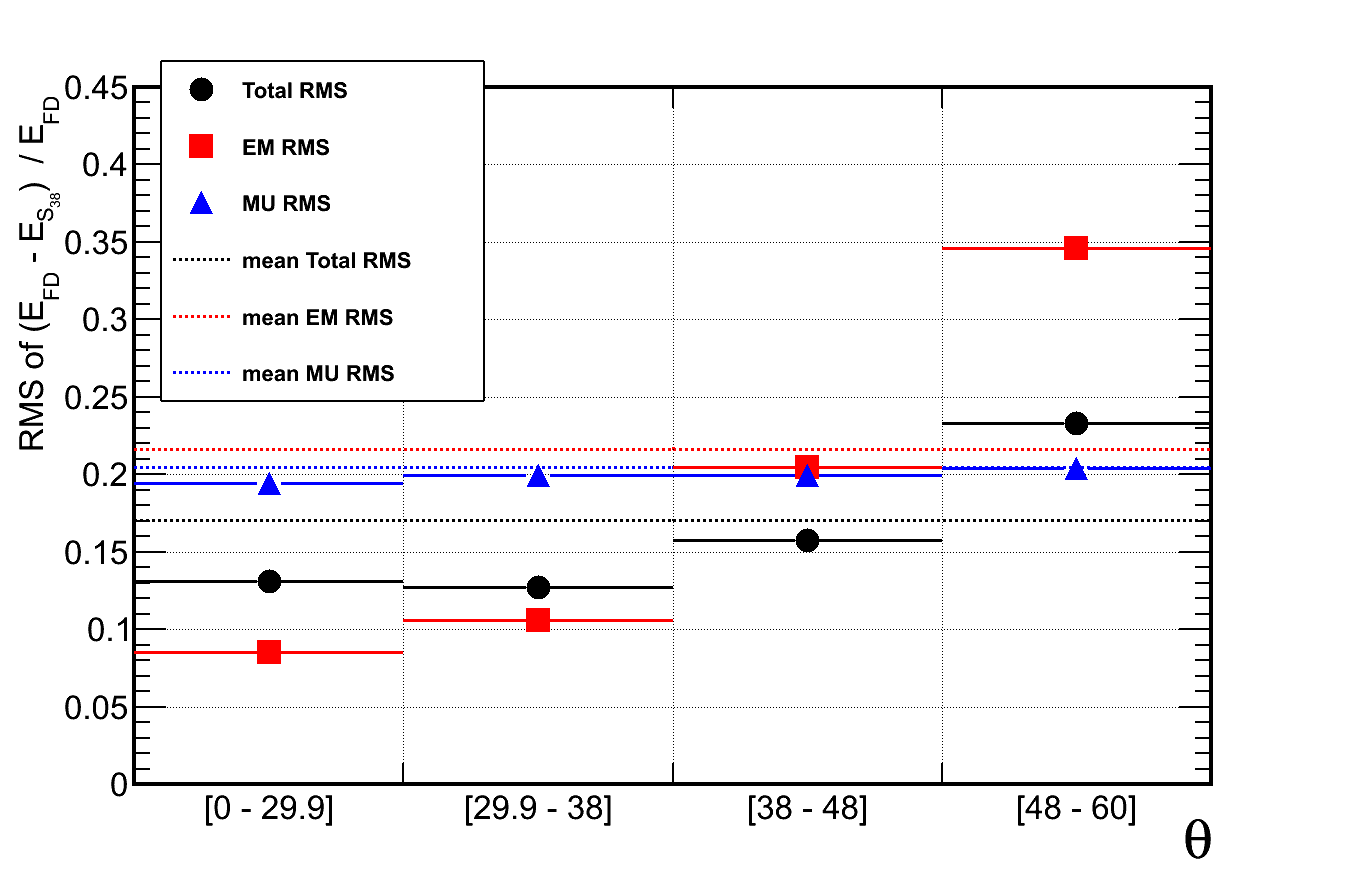 RMS of (E_FD - E_S_38) / E_FD
0.45
0.4
0.35
0.3
0.25
0.2
0.15
0.1
0.05
0
Total RMS
EM RMS
MU RMS
mean Total RMS
mean EM RMS
mean MU RMS
[0 - 29.9] [29.9 - 38] [38 - 48] [48 - 60]
θ